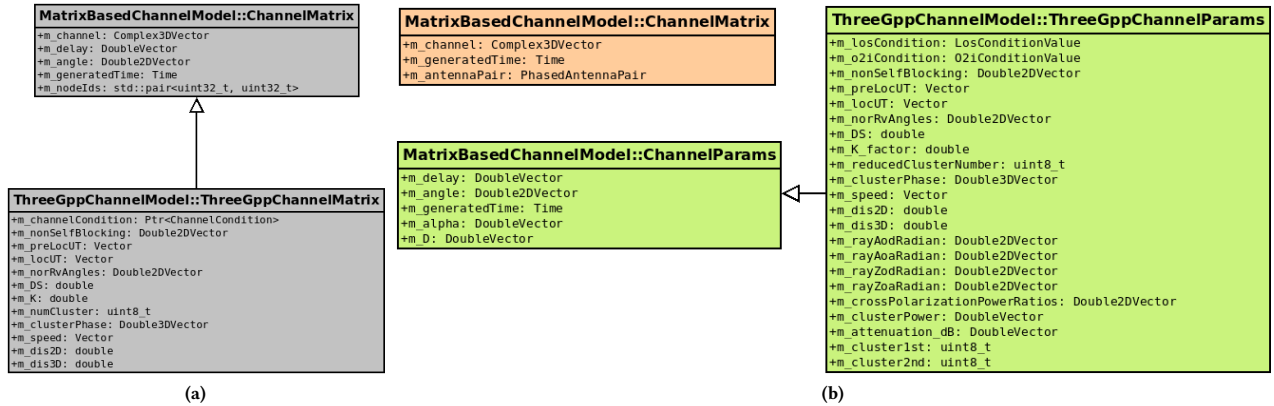 MatrixBasedChannelModel::ChannelMatrix
+m_channel: Complex3DVector
+m_delay: DoubleVector
+m_angle: Double2DVector
+m_generatedTime: Time
+m_nodeIds: std::pair<uint32_t, uint32_t>
ThreeGppChannelModel::ThreeGppChannelMatrix
+m_channelCondition: Ptr<ChannelCondition>
+m_nonSelfBlocking: Double2DVector
+m_preLocUT: Vector
+m_locUT: Vector
+m_norRvAngles: Double2DVector
+m_DS: double
+m_K: double
+m_numCluster: uint8_t
+m_clusterPhase: Double3DVector
+m_speed: Vector
+m_dis2D: double
+m_dis3D: double
(a)
MatrixBasedChannelModel::ChannelMatrix
+m_channel: Complex3DVector
+m_generatedTime: Time
+m_antennaPair: PhasedAntennaPair
MatrixBasedChannelModel::ChannelParams
+m_delay: DoubleVector
+m_angle: Double2DVector
+m_generatedTime: Time
+m_alpha: DoubleVector
+m_D: DoubleVector
ThreeGppChannelModel::ThreeGppChannelParams
+m_losCondition: LosConditionValue
+m_o2iCondition: O2iConditionValue
+m_nonSelfBlocking: Double2DVector
+m_preLocUT: Vector
+m_locUT: Vector
+m_norRvAngles: Double2DVector
+m_DS: double
+m_K_factor: double
+m_reducedClusterNumber: uint8_t
+m_clusterPhase: Double3DVector
+m_speed: Vector
+m_dis2D: double
+m_dis3D: double
+m_rayAodRadian: Double2DVector
+m_rayAoaRadian: Double2DVector
+m_rayZodRadian: Double2DVector
+m_rayZoaRadian: Double2DVector
+m_crossPolarizationPowerRatios: Double2DVector
+m_clusterPower: DoubleVector
+m_attenuation_dB: DoubleVector
+m_cluster1st: uint8_t
+m_cluster2nd: uint8_t
(b)